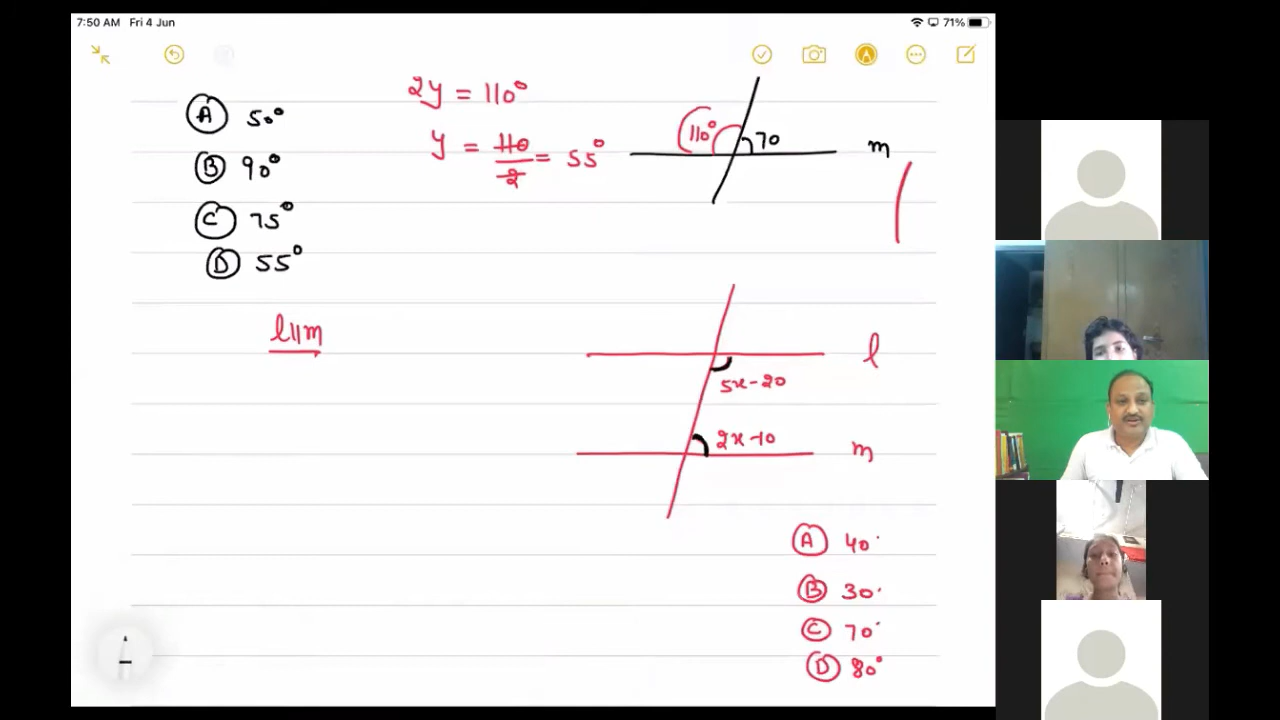 7:50 AM Fri 4 Jun
71%
A 50°
B 90°
C 75°
D 55°
2y = 110°
y = 110/2 = 55°
110°
70
m
l||m
l
5x-20
2x-10
m
A 40°
B 30°
C 70°
D 80°